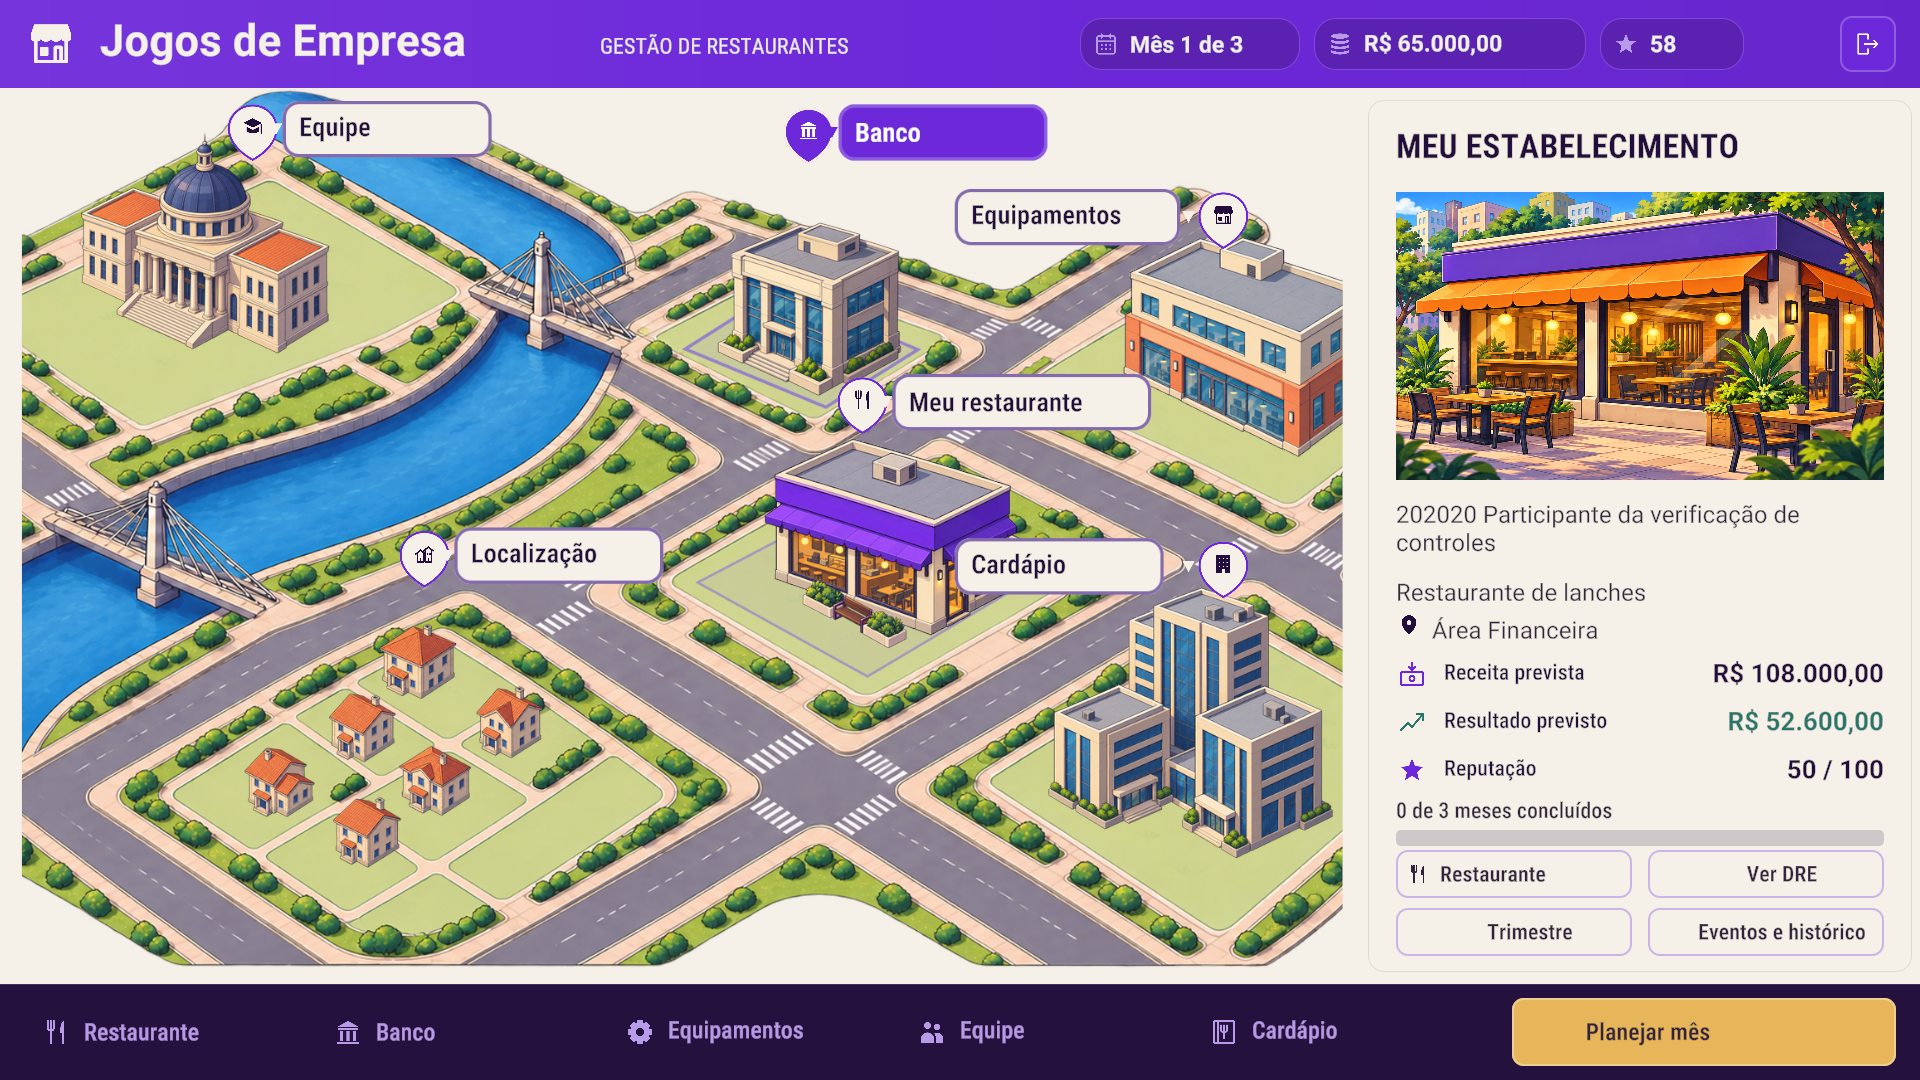 Jogos de Empresa
GESTÃO DE RESTAURANTES
Mês 1 de 3
R$ 65.000,00
58
Equipe
Banco
Equipamentos
Meu restaurante
Localização
Cardápio
MEU ESTABELECIMENTO
202020 Participante da verificação de
controles
Restaurante de lanches
Área Financeira
Receita prevista R$ 108.000,00
Resultado previsto R$ 52.600,00
Reputação 50 / 100
0 de 3 meses concluídos
Restaurante
Ver DRE
Trimestre
Eventos e histórico
Restaurante
Banco
Equipamentos
Equipe
Cardápio
Planejar mês